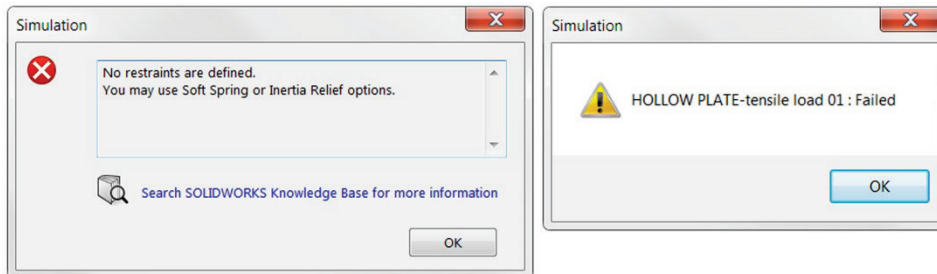 Simulation
No restraints are defined.
You may use Soft Spring or Inertia Relief options.
Search SOLIDWORKS Knowledge Base for more information
OK
Simulation
HOLLOW PLATE-tensile load 01 : Failed
OK